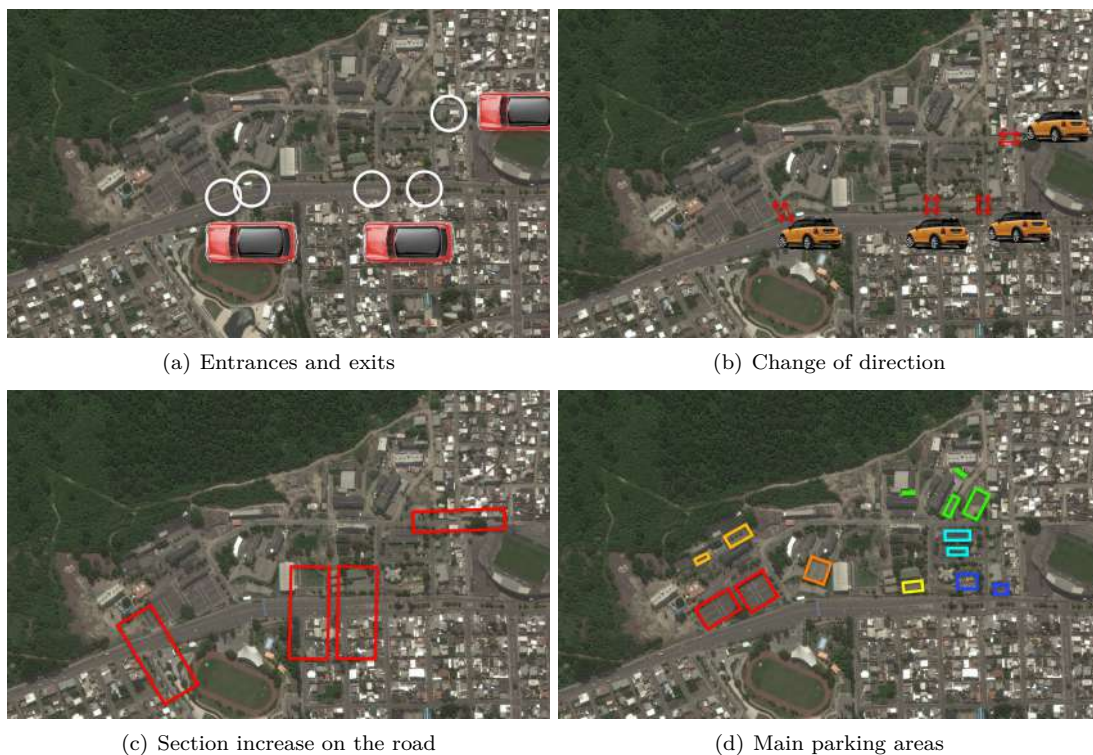 (a) Entrances and exits
(b) Change of direction
(c) Section increase on the road
(d) Main parking areas